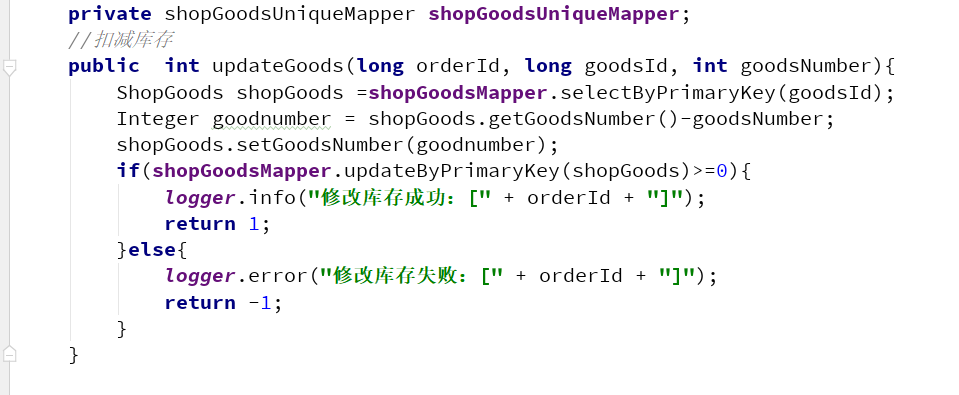 private shopGoodsUniqueMapper shopGoodsUniqueMapper;
//扣减库存
public  int updateGoods(long orderId, long goodsId, int goodsNumber){
ShopGoods shopGoods =shopGoodsMapper.selectByPrimaryKey(goodsId);
Integer goodnumber = shopGoods.getGoodsNumber()-goodsNumber;
shopGoods.setGoodsNumber(goodnumber);
if(shopGoodsMapper.updateByPrimaryKey(shopGoods)>=0){
logger.info("修改库存成功：[" + orderId + "]");
return 1;
}else{
logger.error("修改库存失败：[" + orderId + "]");
return -1;
}
}